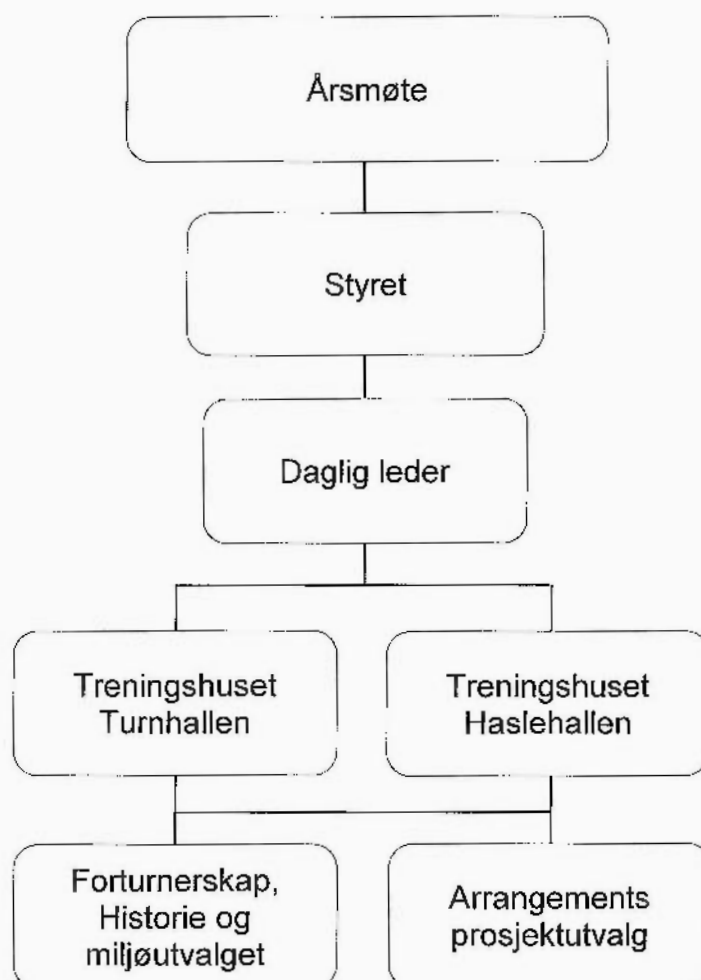 Årsmøte
Styret
Daglig leder
Treningshuset
Turnhallen
Treningshuset
Haslehallen
Forturnerskap,
Historie og
miljøutvalget
Arrangements
prosjektutvalg